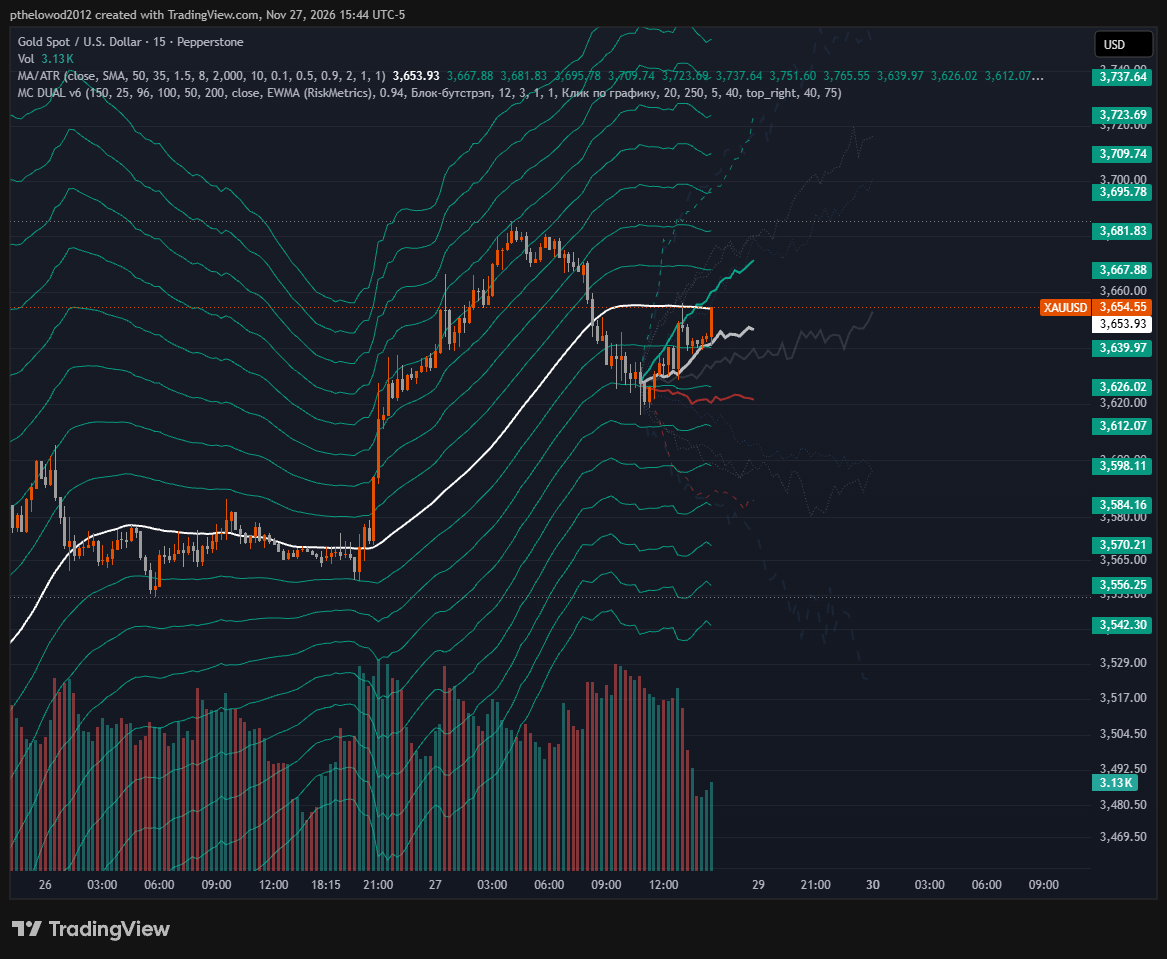 pthelowod2012 created with TradingView.com, Nov 27, 2026 15:44 UTC-5
Gold Spot / U.S. Dollar · 15 · Pepperstone
Vol 3.13 K
MA/ATR (close, SMA, 50, 35, 1.5, 8, 2,000, 10, 0.1, 0.5, 0.9, 2, 1, 1) 3,653.93 3,667.88 3,681.83 3,695.78 3,709.74 3,723.69 3,737.64 3,751.60 3,765.55 3,639.97 3,626.02 3,612.07...
MC DUAL v6 (150, 25, 96, 100, 50, 200, close, EWMA (RiskMetrics), 0.94, Блок-бутстрэп, 12, 3, 1, 1, Клик по графику, 20, 250, 5, 40, top_right, 40, 75)
USD
3,737.64
3,723.69
3,720.00
3,709.74
3,700.00
3,695.78
3,681.83
3,667.88
3,660.00
XAUUSD 3,654.55
3,653.93
3,639.97
3,626.02
3,620.00
3,612.07
3,598.11
3,584.16
3,580.00
3,570.21
3,565.00
3,556.25
3,542.30
3,529.00
3,517.00
3,504.50
3,492.50
3.13 K
3,480.50
3,469.50
26 03:00 06:00 09:00 12:00 18:15 21:00 27 03:00 06:00 09:00 12:00 29 21:00 30 03:00 06:00 09:00
TradingView